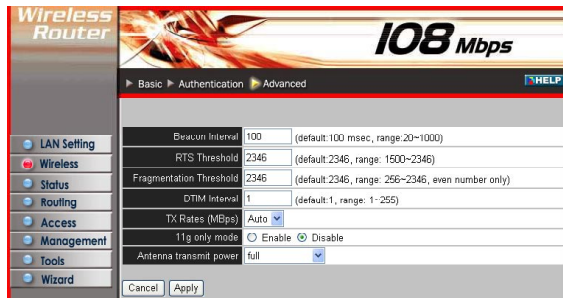 Wireless
Router
108 Mbps
Basic Authentication Advanced
HELP
LAN Setting
Wireless
Status
Routing
Access
Management
Tools
Wizard
Beacon Interval 100 (default:100 msec, range:20~1000)
RTS Threshold 2346 (default:2346, range: 1500~2346)
Fragmentation Threshold 2346 (default:2346, range: 256~2346, even number only)
DTIM Interval 1 (default:1, range: 1~255)
TX Rates (MBps) Auto
11g only mode Enable Disable
Antenna transmit power full
Cancel Apply